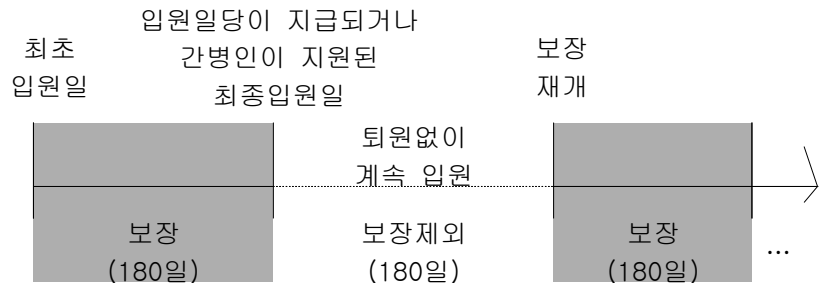 최초
입원일
입원일당이 지급되거나
간병인이 지원된
최종입원일
보장
재개
퇴원없이
계속 입원
보장
(180일)
보장제외
(180일)
보장
(180일)
...